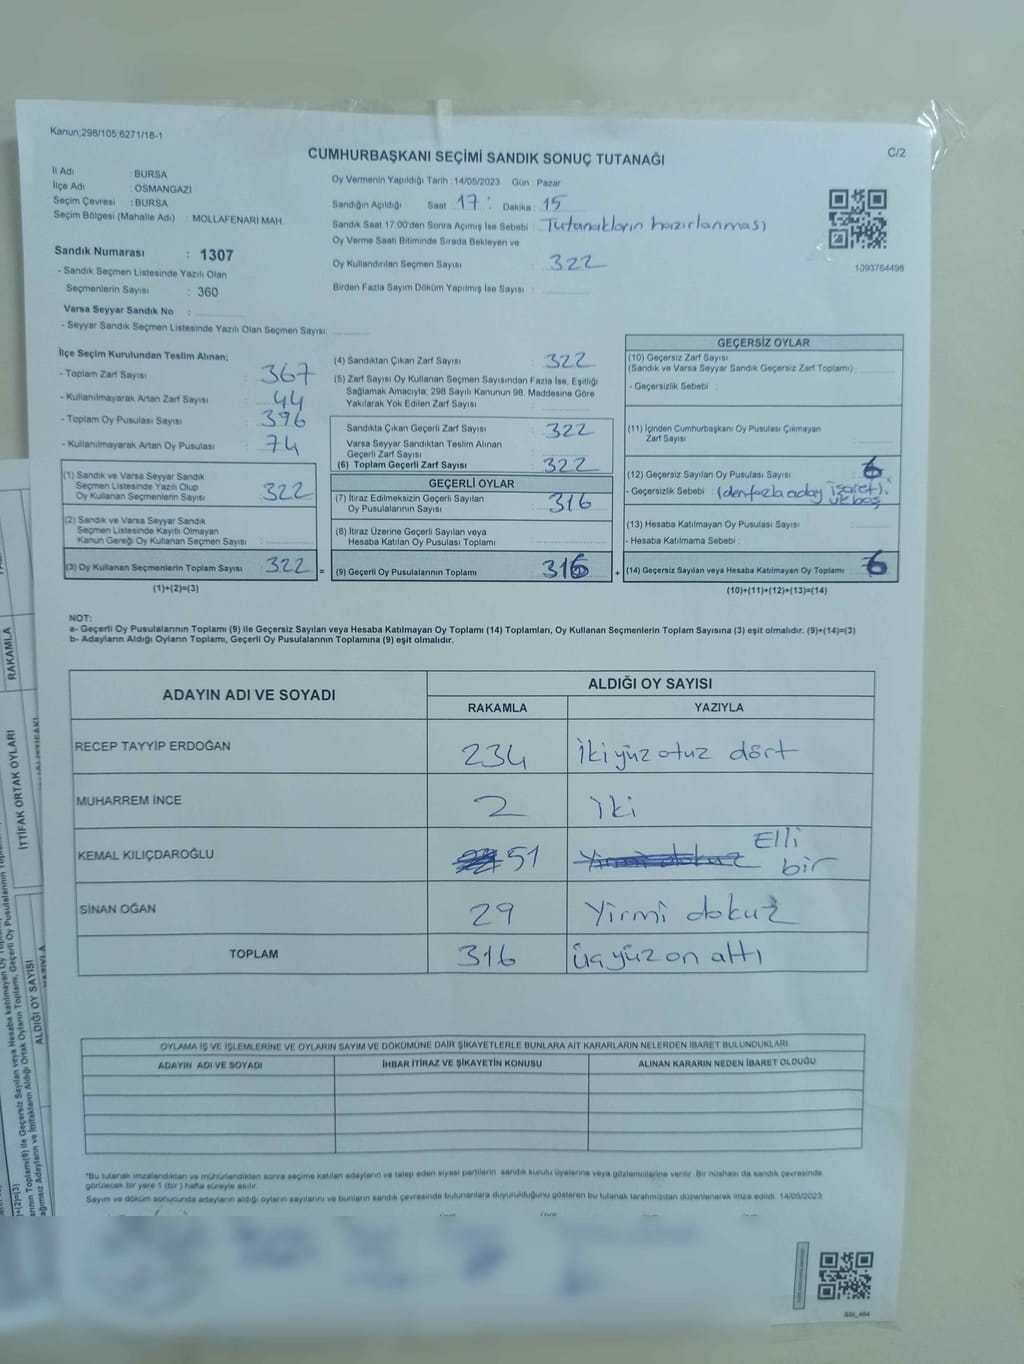 Kanun;298/105;6271/18-1
CUMHURBAŞKANI SEÇİMİ SANDIK SONUÇ TUTANAĞI
C/2
İl Adı : BURSA
İlçe Adı : OSMANGAZİ
Seçim Çevresi : BURSA
Seçim Bölgesi (Mahalle Adı) : MOLLAFENARİ MAH.
Oy Vermenin Yapıldığı Tarih : 14/05/2023 Gün : Pazar
Sandığın Açıldığı Saat : 17 : Dakika : 15
Sandık Saat 17:00'den Sonra Açımış İse Sebebi : Tutanakların hazırlanması
Oy Verme Saati Bitiminde Sırada Bekleyen ve
Oy Kullandırılan Seçmen Sayısı : 322
Birden Fazla Sayım Döküm Yapılmış İse Sayısı :
1093764498
Sandık Numarası : 1307
- Sandık Seçmen Listesinde Yazılı Olan
Seçmenlerin Sayısı : 360
Varsa Seyyar Sandık No :
- Seyyar Sandık Seçmen Listesinde Yazılı Olan Seçmen Sayısı:
İlçe Seçim Kurulundan Teslim Alınan;
- Toplam Zarf Sayısı : 367
- Kullanılmayarak Artan Zarf Sayısı : 44
- Toplam Oy Pusulası Sayısı : 396
- Kullanılmayarak Artan Oy Pusulası : 74
(1) Sandık ve Varsa Seyyar Sandık
Seçmen Listesinde Yazılı Olup
Oy Kullanan Seçmenlerin Sayısı : 322
(2) Sandık ve Varsa Seyyar Sandık
Seçmen Listesinde Kayıtlı Olmayan
Kanun Gereği Oy Kullanan Seçmen Sayısı :
(3) Oy Kullanan Seçmenlerin Toplam Sayısı : 322 =
(1)+(2)=(3)
(4) Sandıktan Çıkan Zarf Sayısı : 322
(5) Zarf Sayısı Oy Kullanan Seçmen Sayısından Fazla İse, Eşitliği
Sağlamak Amacıyla; 298 Sayılı Kanunun 98. Maddesine Göre
Yakılarak Yok Edilen Zarf Sayısı :
Sandıkta Çıkan Geçerli Zarf Sayısı : 322
Varsa Seyyar Sandıktan Teslim Alınan
Geçerli Zarf Sayısı :
(6) Toplam Geçerli Zarf Sayısı : 322
GEÇERLİ OYLAR
(7) İtiraz Edilmeksizin Geçerli Sayılan
Oy Pusulalarının Sayısı : 316
(8) İtiraz Üzerine Geçerli Sayılan veya
Hesaba Katılan Oy Pusulası Toplamı :
(9) Geçerli Oy Pusulalarının Toplamı : 316 +
GEÇERSİZ OYLAR
(10) Geçersiz Zarf Sayısı
(Sandık ve Varsa Seyyar Sandık Geçersiz Zarf Toplamı) :
- Geçersizlik Sebebi :
(11) İçinden Cumhurbaşkanı Oy Pusulası Çıkmayan
Zarf Sayısı :
(12) Geçersiz Sayılan Oy Pusulası Sayısı : 6
- Geçersizlik Sebebi : 1den fazla aday işareti ve boş
(13) Hesaba Katılmayan Oy Pusulası Sayısı :
- Hesaba Katılmama Sebebi :
(14) Geçersiz Sayılan veya Hesaba Katılmayan Oy Toplamı : 6
(10)+(11)+(12)+(13)=(14)
NOT:
a- Geçerli Oy Pusulalarının Toplamı (9) ile Geçersiz Sayılan veya Hesaba Katılmayan Oy Toplamı (14) Toplamları, Oy Kullanan Seçmenlerin Toplam Sayısına (3) eşit olmalıdır. (9)+(14)=(3)
b- Adayların Aldığı Oyların Toplamı, Geçerli Oy Pusulalarının Toplamına (9) eşit olmalıdır.
ADAYIN ADI VE SOYADI
ALDIĞI OY SAYISI
RAKAMLA YAZIYLA
RECEP TAYYİP ERDOĞAN 234 İki yüz otuz dört
MUHARREM İNCE 2 İki
KEMAL KILIÇDAROĞLU 51 Yirmi dokuz Elli bir
SİNAN OĞAN 29 Yirmi dokuz
TOPLAM 316 üç yüz on altı
OYLAMA İŞ VE İŞLEMLERİNE VE OYLARIN SAYIM VE DÖKÜMÜNE DAİR ŞİKAYETLERLE BUNLARA AİT KARARLARIN NELERDEN İBARET BULUNDUKLARI
ADAYIN ADI VE SOYADI İHBAR İTİRAZ VE ŞİKAYETİN KONUSU ALINAN KARARIN NEDEN İBARET OLDUĞU
*Bu tutanak imzalandıktan ve mühürlendikten sonra seçime katılan adayların ve talep eden siyasi partilerin sandık kurulu üyelerine veya gözlemcilerine verilir. Bir nüshası da sandık çevresinde
görülecek bir yere 1 (bir ) hafta süreyle asılır.
Sayım ve döküm sonucunda adayların aldığı oyların sayılarını ve bunların sandık çevresinde bulunanlara duyurulduğunu gösteren bu tutanak tarafımızdan düzenlenerek imza edildi. 14/05/2023
RAKAMLA
İTTİFAK ORTAK OYLARI
ALDIĞI OY SAYISI